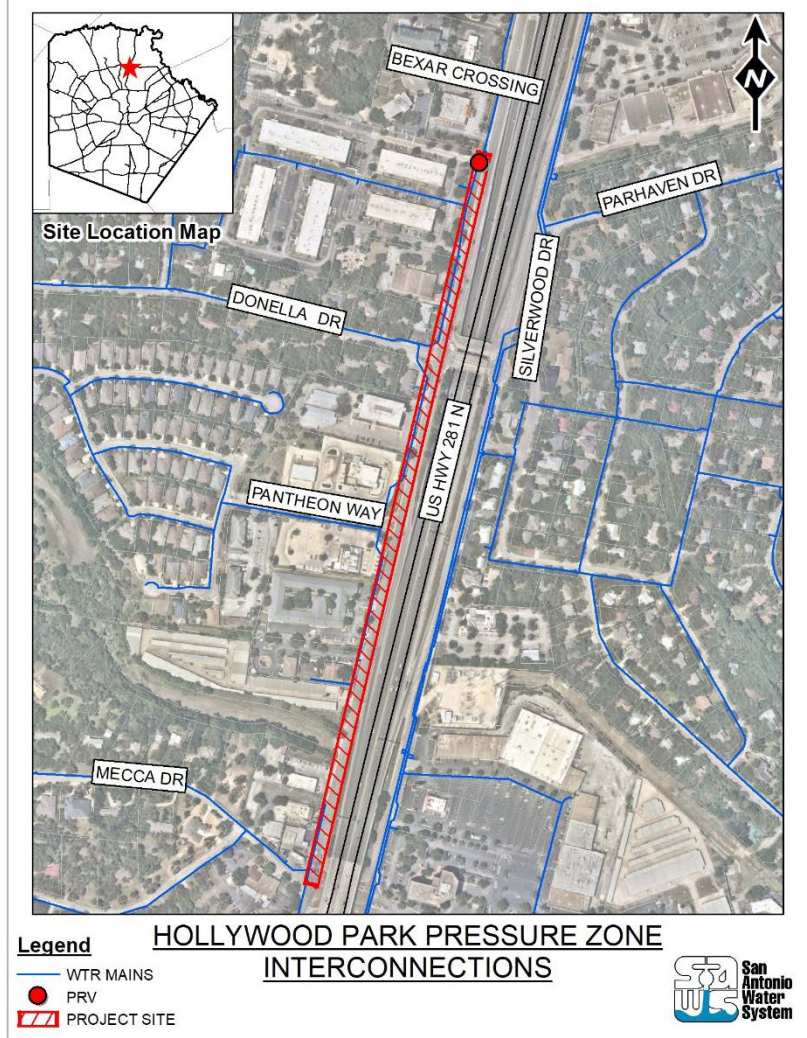 Site Location Map
BEXAR CROSSING
N
PARHAVEN DR
DONELLA DR
SILVERWOOD DR
US HWY 281 N
PANTHEON WAY
MECCA DR
HOLLYWOOD PARK PRESSURE ZONE
INTERCONNECTIONS
Legend
WTR MAINS
PRV
PROJECT SITE
SAWS
San
Antonio
Water
System